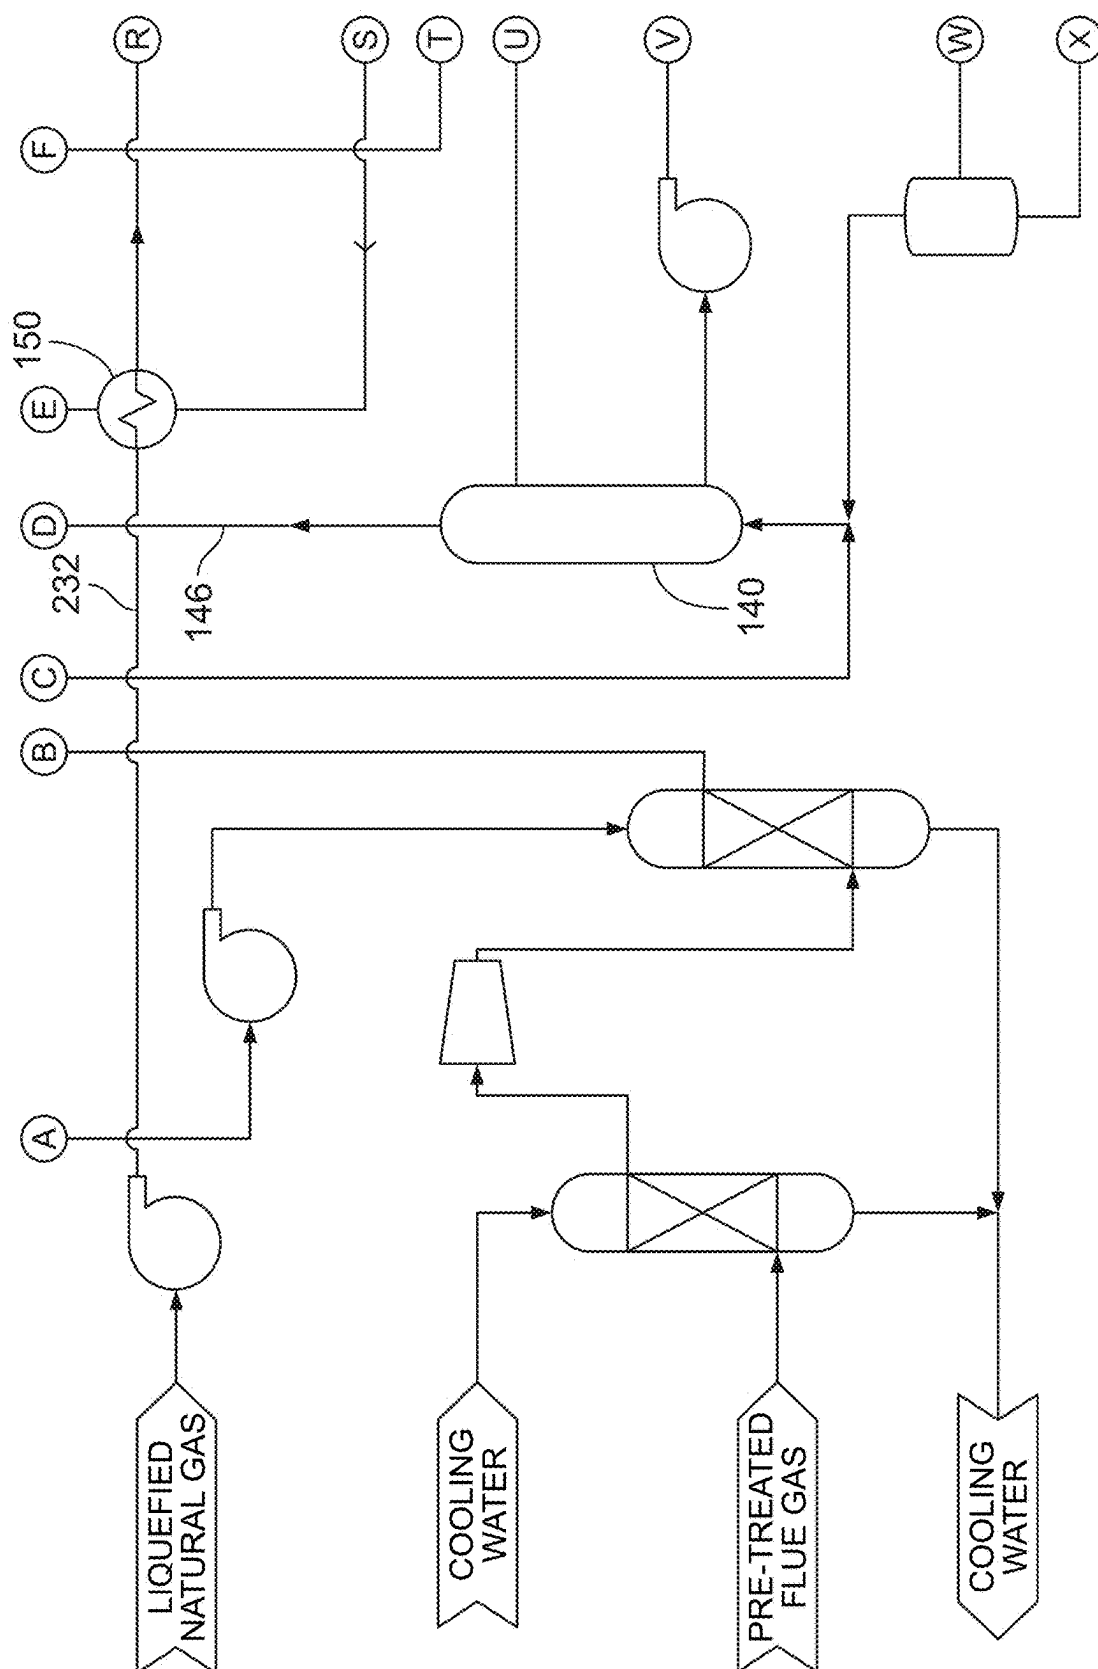 A
B
C
D
E
F
R
S
T
U
V
W
X
150
232
146
140
LIQUEFIED
NATURAL GAS
COOLING
WATER
PRE-TREATED
FLUE GAS
COOLING
WATER